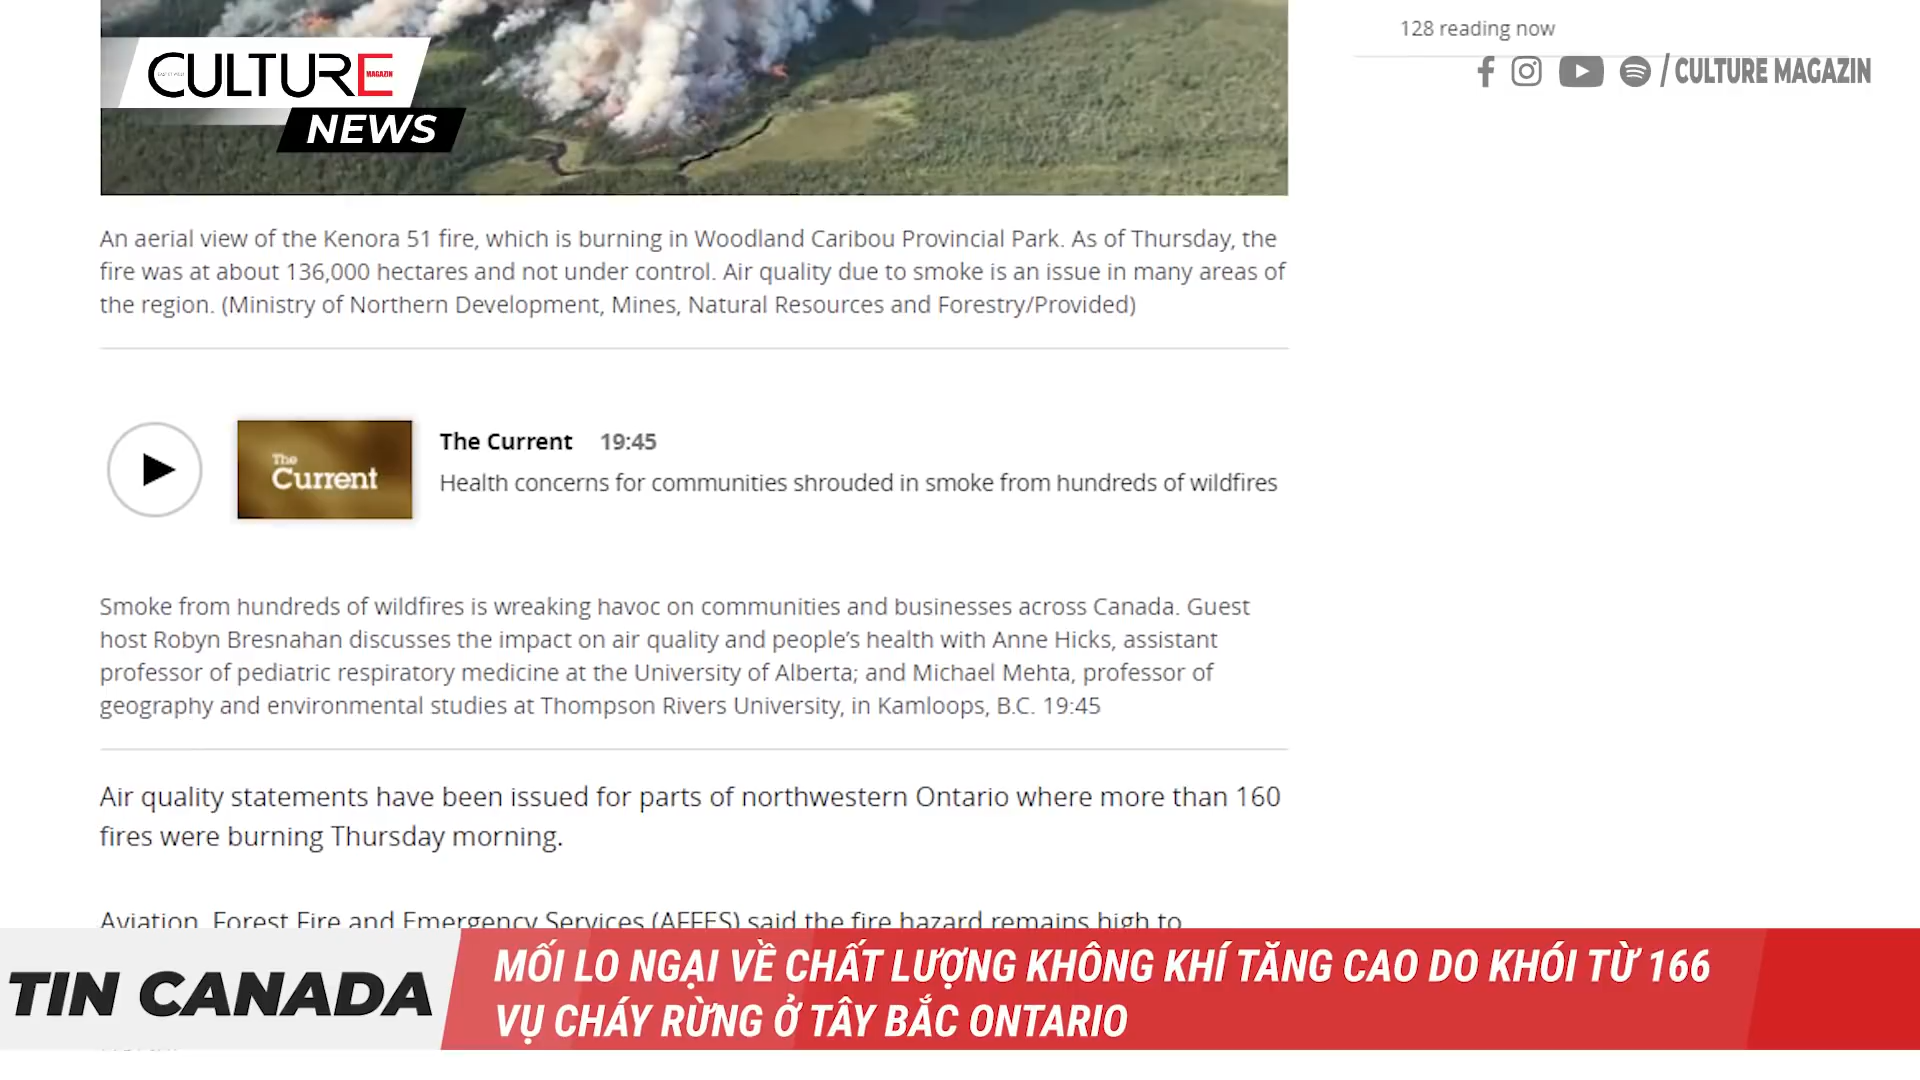 128 reading now
CULTURE
MAGAZIN
NEWS
/ CULTURE MAGAZIN
An aerial view of the Kenora 51 fire, which is burning in Woodland Caribou Provincial Park. As of Thursday, the
fire was at about 136,000 hectares and not under control. Air quality due to smoke is an issue in many areas of
the region. (Ministry of Northern Development, Mines, Natural Resources and Forestry/Provided)
The Current
The Current 19:45
Health concerns for communities shrouded in smoke from hundreds of wildfires
Smoke from hundreds of wildfires is wreaking havoc on communities and businesses across Canada. Guest
host Robyn Bresnahan discusses the impact on air quality and people's health with Anne Hicks, assistant
professor of pediatric respiratory medicine at the University of Alberta; and Michael Mehta, professor of
geography and environmental studies at Thompson Rivers University, in Kamloops, B.C. 19:45
Air quality statements have been issued for parts of northwestern Ontario where more than 160
fires were burning Thursday morning.
Aviation, Forest Fire and Emergency Services (AFFES) said the fire hazard remains high to
TIN CANADA
MỐI LO NGẠI VỀ CHẤT LƯỢNG KHÔNG KHÍ TĂNG CAO DO KHÓI TỪ 166
VỤ CHÁY RỪNG Ở TÂY BẮC ONTARIO